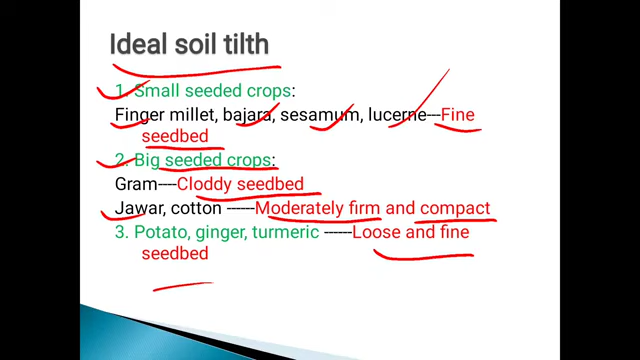 Ideal soil tilth
1. Small seeded crops:
Finger millet, bajara, sesamum, lucerne---Fine
seedbed
2. Big seeded crops:
Gram----Cloddy seedbed
Jawar, cotton ------Moderately firm and compact
3. Potato, ginger, turmeric ------Loose and fine
seedbed